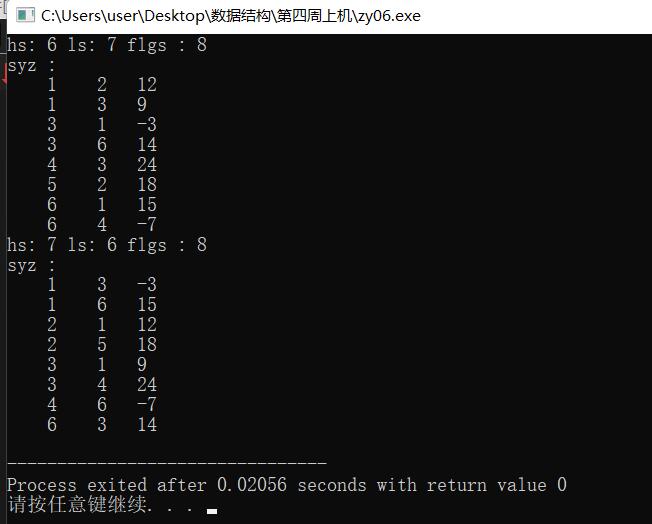 C:\Users\user\Desktop\数据结构\第四周上机\zy06.exe
hs: 6 ls: 7 flgs : 8
syz :
1 2 12
1 3 9
3 1 -3
3 6 14
4 3 24
5 2 18
6 1 15
6 4 -7
hs: 7 ls: 6 flgs : 8
syz :
1 3 -3
1 6 15
2 1 12
2 5 18
3 1 9
3 4 24
4 6 -7
6 3 14
--------------------------------
Process exited after 0.02056 seconds with return value 0
请按任意键继续. . .